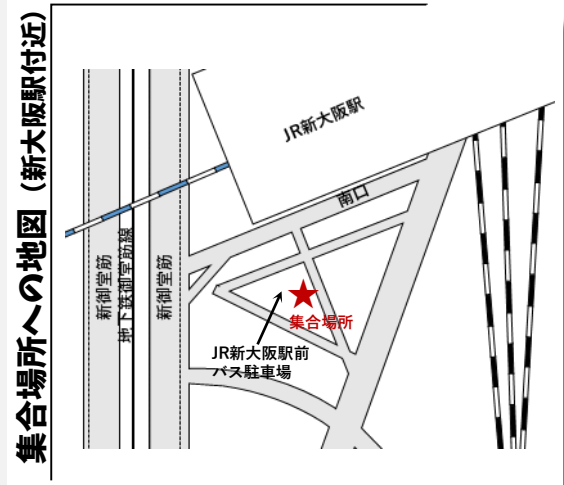 集合場所への地図（新大阪駅付近）
JR新大阪駅
南口
新御堂筋
地下鉄御堂筋線
新御堂筋
集合場所
JR新大阪駅前
バス駐車場